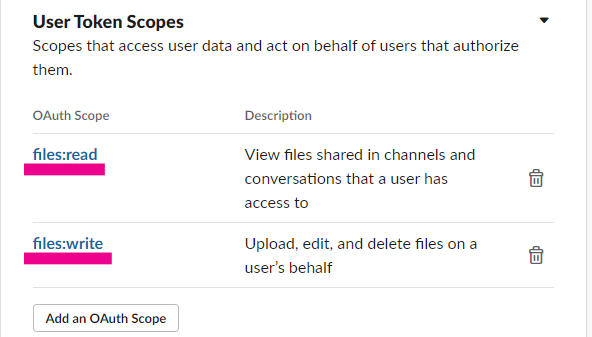 User Token Scopes
Scopes that access user data and act on behalf of users that authorize
them.
OAuth Scope
Description
files:read
View files shared in channels and
conversations that a user has
access to
files:write
Upload, edit, and delete files on a
user’s behalf
Add an OAuth Scope